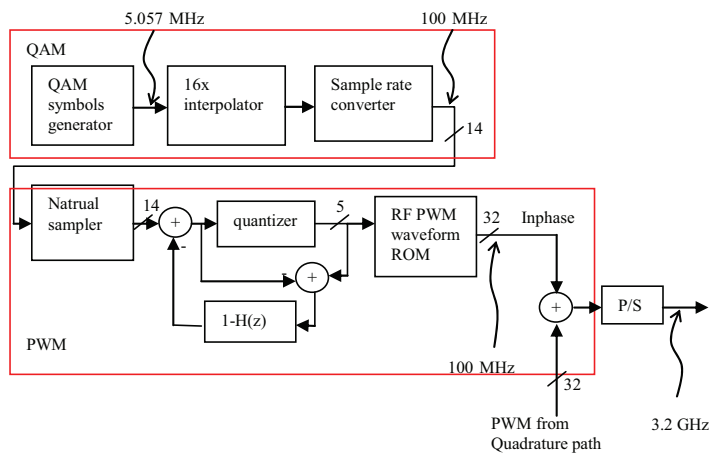 5.057 MHz
100 MHz
QAM
QAM
symbols
generator
16x
interpolator
Sample rate
converter
14
Natrual
sampler
14
+
-
quantizer
5
RF PWM
waveform
ROM
32
Inphase
-
+
1-H(z)
+
P/S
PWM
100 MHz
32
3.2 GHz
PWM from
Quadrature path